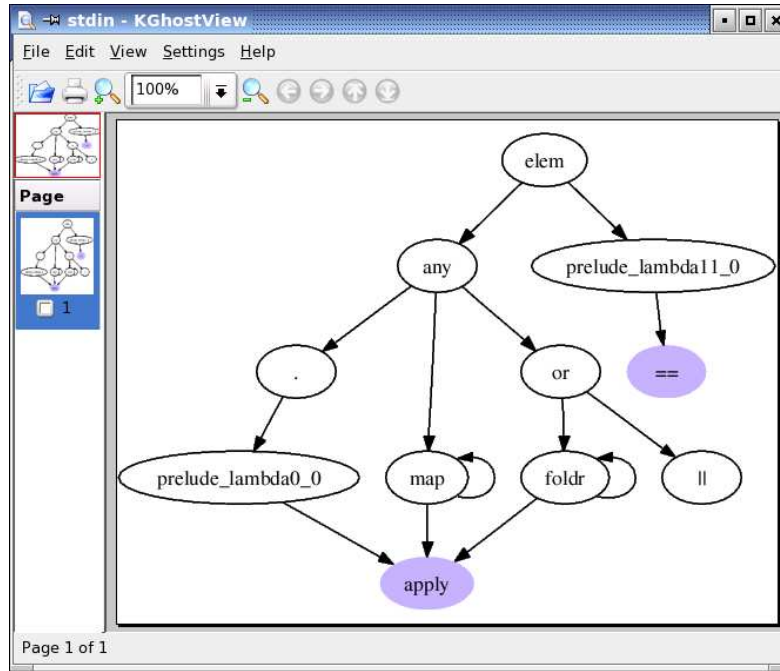 stdin - KGhostView
File Edit View Settings Help
100%
Page
1
elem
any
prelude_lambda11_0
.
or
==
prelude_lambda0_0
map
foldr
||
apply
Page 1 of 1